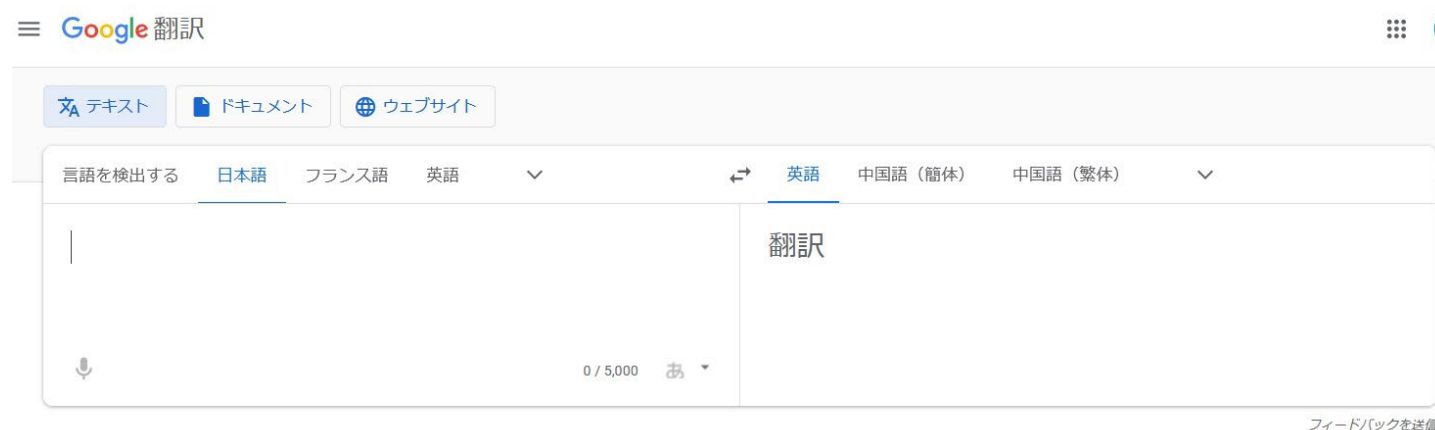 Google 翻訳
テキスト ドキュメント ウェブサイト
言語を検出する 日本語 フランス語 英語 英語 中国語（簡体） 中国語（繁体）
翻訳
0 / 5,000 あ
フィードバックを送信